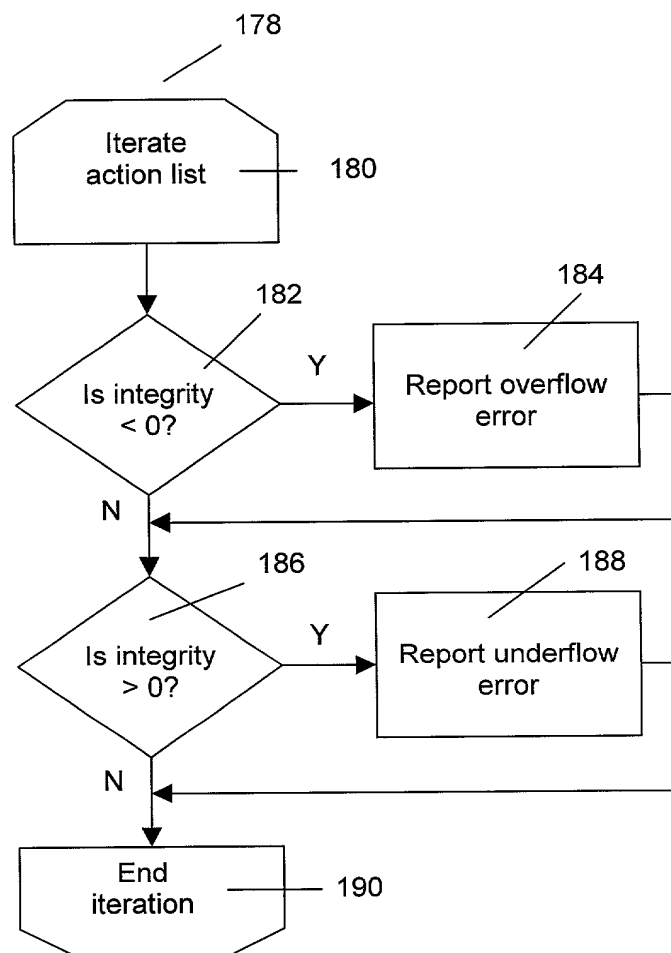 178
Iterate
action list
180
182
184
Is integrity
< 0?
Y
Report overflow
error
N
186
188
Is integrity
> 0?
Y
Report underflow
error
N
End
iteration
190